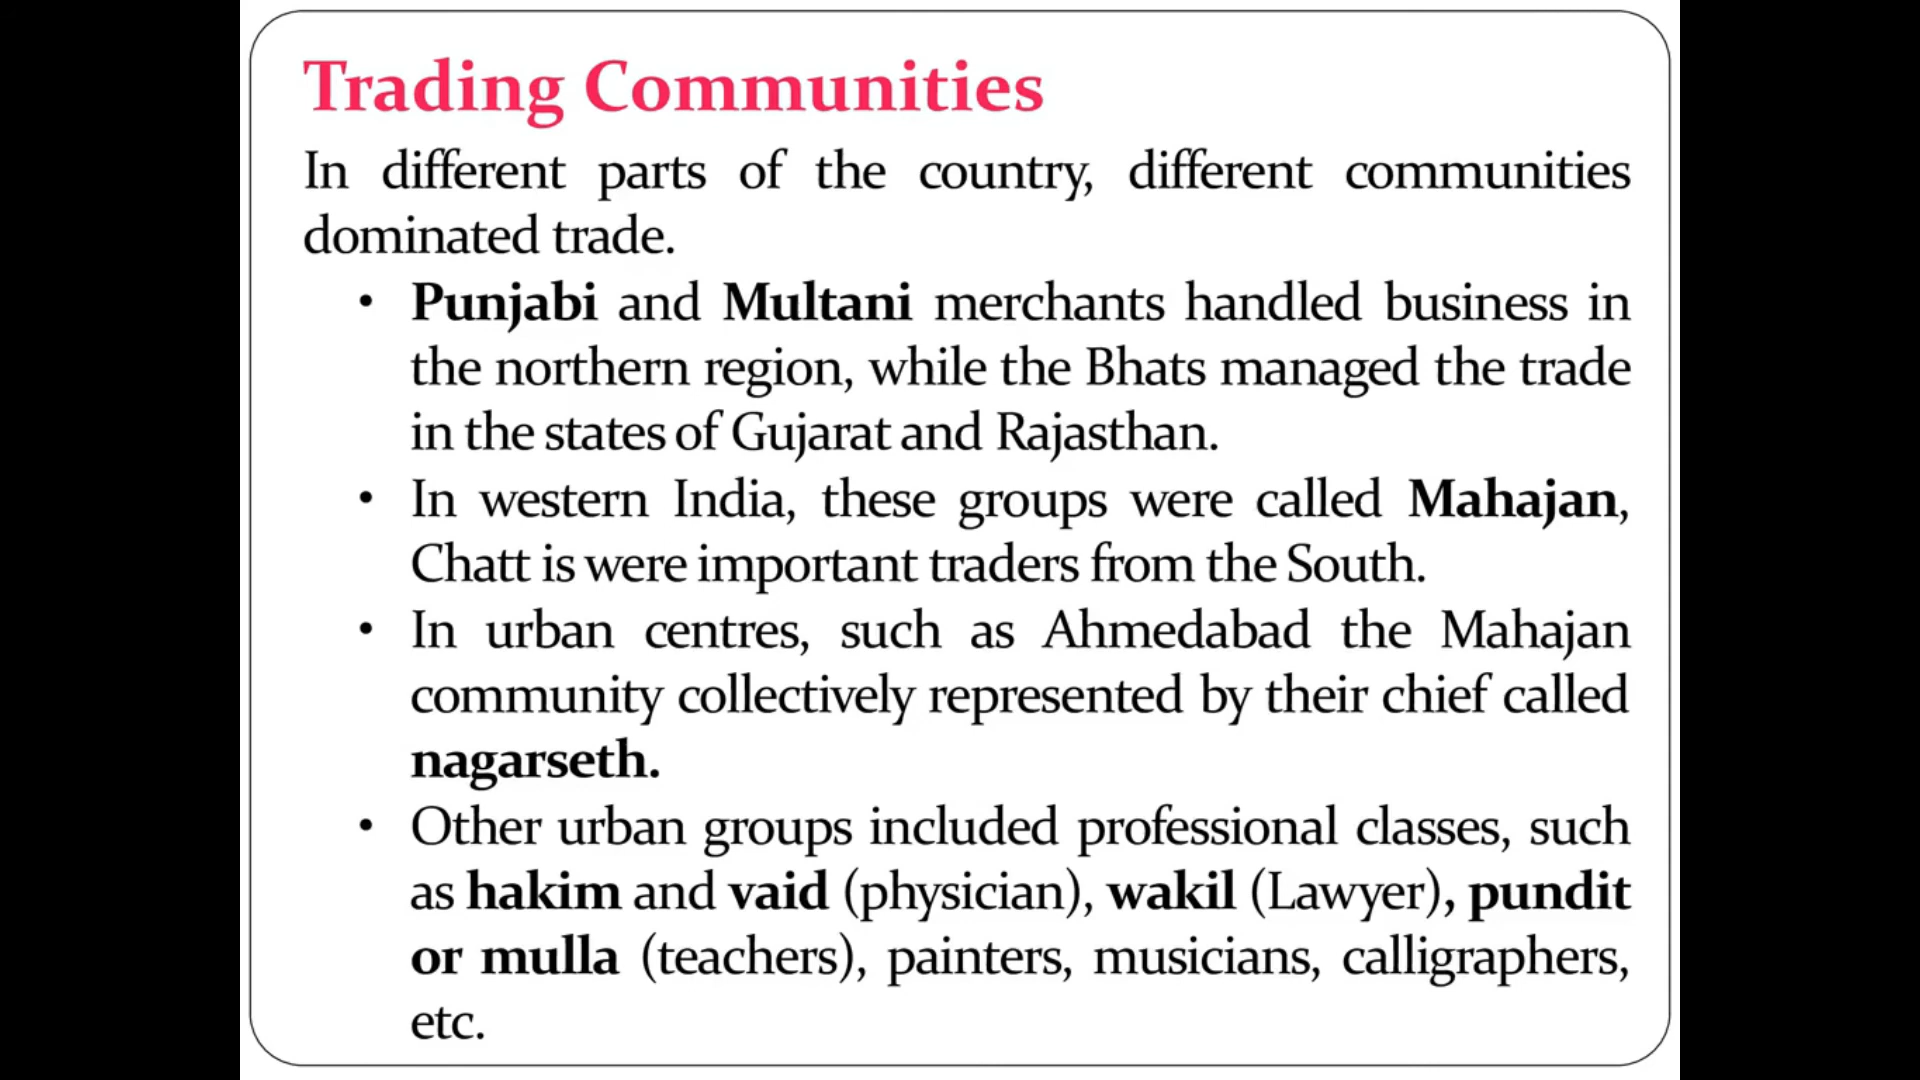 Trading Communities
In different parts of the country, different communities
dominated trade.
• Punjabi and Multani merchants handled business in
the northern region, while the Bhats managed the trade
in the states of Gujarat and Rajasthan.
• In western India, these groups were called Mahajan,
Chatt is were important traders from the South.
• In urban centres, such as Ahmedabad the Mahajan
community collectively represented by their chief called
nagarseth.
• Other urban groups included professional classes, such
as hakim and vaid (physician), wakil (Lawyer), pundit
or mulla (teachers), painters, musicians, calligraphers,
etc.